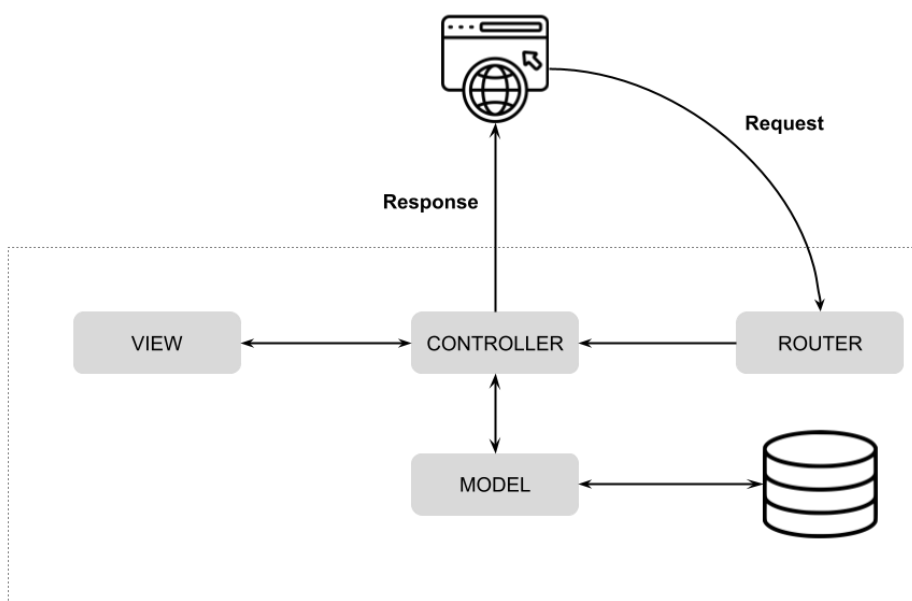 Request
Response
VIEW
CONTROLLER
ROUTER
MODEL